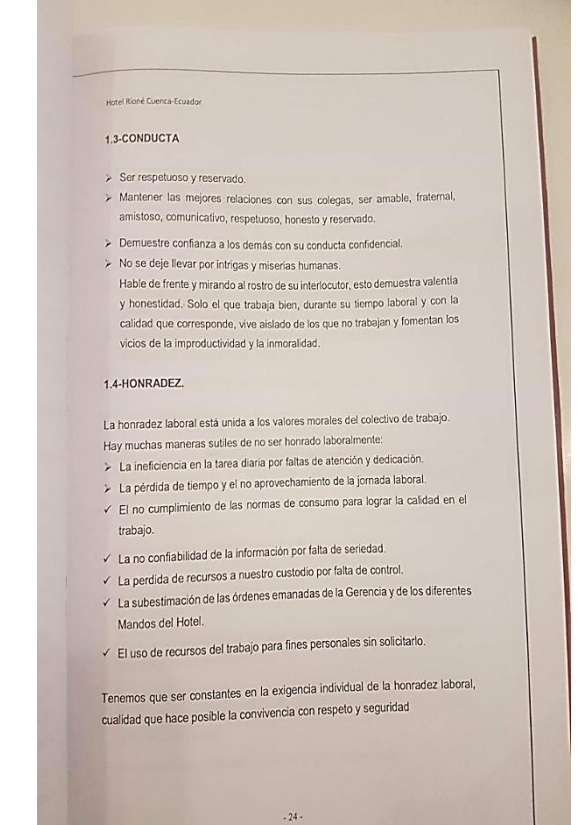 Hotel Rioné Cuenca-Ecuador
1.3-CONDUCTA
➢ Ser respetuoso y reservado.
➢ Mantener las mejores relaciones con sus colegas, ser amable, fraternal,
amistoso, comunicativo, respetuoso, honesto y reservado.
➢ Demuestre confianza a los demás con su conducta confidencial.
➢ No se deje llevar por intrigas y miserias humanas.
Hable de frente y mirando al rostro de su interlocutor, esto demuestra valentía
y honestidad. Solo el que trabaja bien, durante su tiempo laboral y con la
calidad que corresponde, vive aislado de los que no trabajan y fomentan los
vicios de la improductividad y la inmoralidad.
1.4-HONRADEZ.
La honradez laboral está unida a los valores morales del colectivo de trabajo.
Hay muchas maneras sutiles de no ser honrado laboralmente:
➢ La ineficiencia en la tarea diaria por faltas de atención y dedicación.
➢ La pérdida de tiempo y el no aprovechamiento de la jornada laboral.
✓ El no cumplimiento de las normas de consumo para lograr la calidad en el
trabajo.
✓ La no confiabilidad de la información por falta de seriedad.
✓ La perdida de recursos a nuestro custodio por falta de control.
✓ La subestimación de las órdenes emanadas de la Gerencia y de los diferentes
Mandos del Hotel.
✓ El uso de recursos del trabajo para fines personales sin solicitarlo.
Tenemos que ser constantes en la exigencia individual de la honradez laboral,
cualidad que hace posible la convivencia con respeto y seguridad
- 24 -